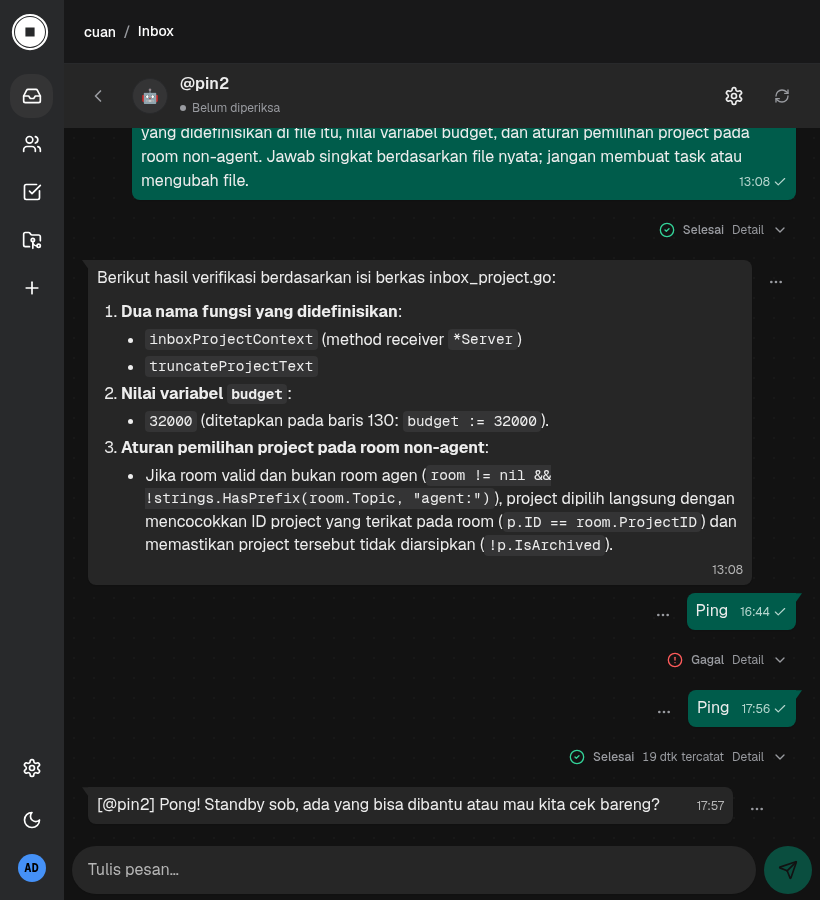 cuan / Inbox
@pin2
Belum diperiksa
yang didefinisikan di file itu, nilai variabel budget, dan aturan pemilihan project pada
room non-agent. Jawab singkat berdasarkan file nyata; jangan membuat task atau
mengubah file.
13:08
Selesai Detail
Berikut hasil verifikasi berdasarkan isi berkas inbox_project.go:
1. Dua nama fungsi yang didefinisikan:
• inboxProjectContext (method receiver *Server)
• truncateProjectText
2. Nilai variabel budget:
• 32000 (ditetapkan pada baris 130: budget := 32000).
3. Aturan pemilihan project pada room non-agent:
• Jika room valid dan bukan room agen (room != nil &&
!strings.HasPrefix(room.Topic, "agent:")), project dipilih langsung dengan
mencocokkan ID project yang terikat pada room (p.ID == room.ProjectID) dan
memastikan project tersebut tidak diarsipkan (!p.IsArchived).
13:08
... Ping 16:44
Gagal Detail
... Ping 17:56
Selesai 19 dtk tercatat Detail
[@pin2] Pong! Standby sob, ada yang bisa dibantu atau mau kita cek bareng? 17:57 ...
AD
Tulis pesan...